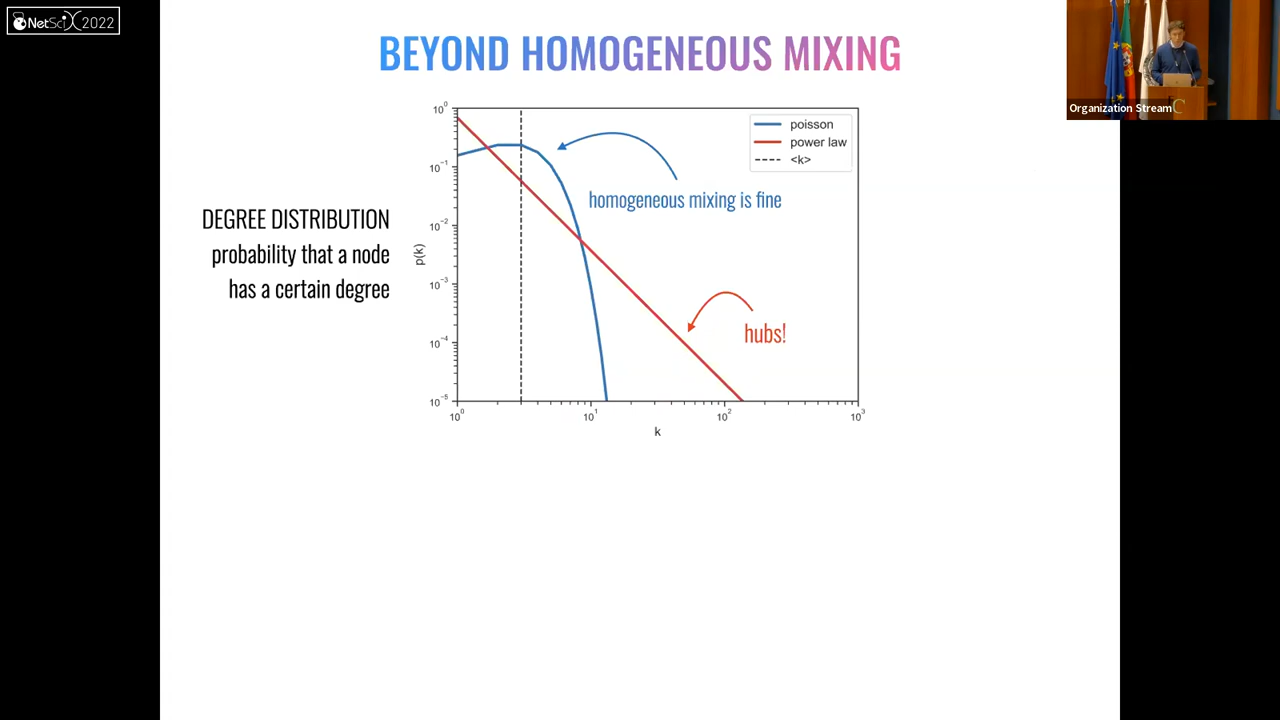 NetSciX 2022
BEYOND HOMOGENEOUS MIXING
Organization Stream
DEGREE DISTRIBUTION
probability that a node
has a certain degree
poisson
power law
<k>
homogeneous mixing is fine
hubs!
p(k)
10⁰
10⁻¹
10⁻²
10⁻³
10⁻⁴
10⁻⁵
10⁰ 10¹ 10² 10³
k